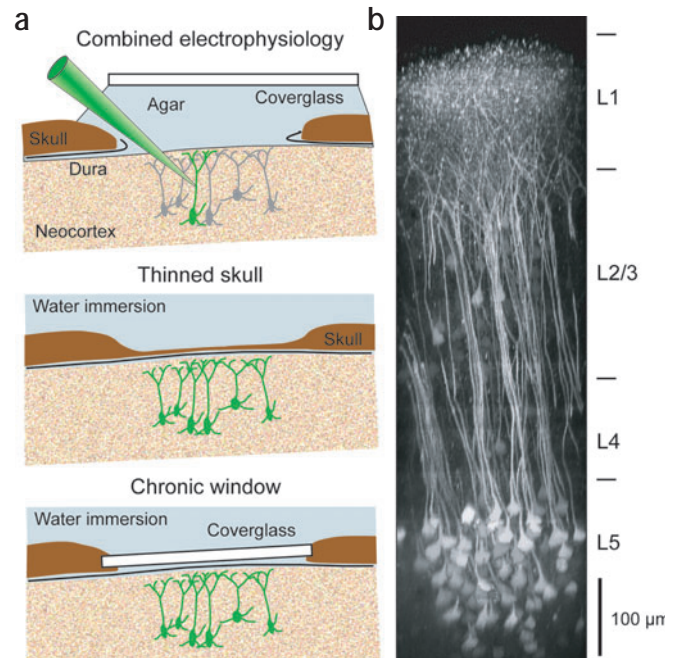 a
Combined electrophysiology
Agar
Coverglass
Skull
Dura
Neocortex
Thinned skull
Water immersion
Skull
Chronic window
Water immersion
Coverglass
b
L1
L2/3
L4
L5
100 µm